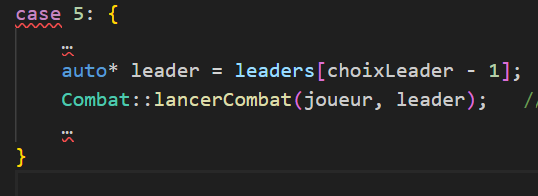 case 5: {
…
auto* leader = leaders[choixLeader - 1];
Combat::lancerCombat(joueur, leader); /
…
}